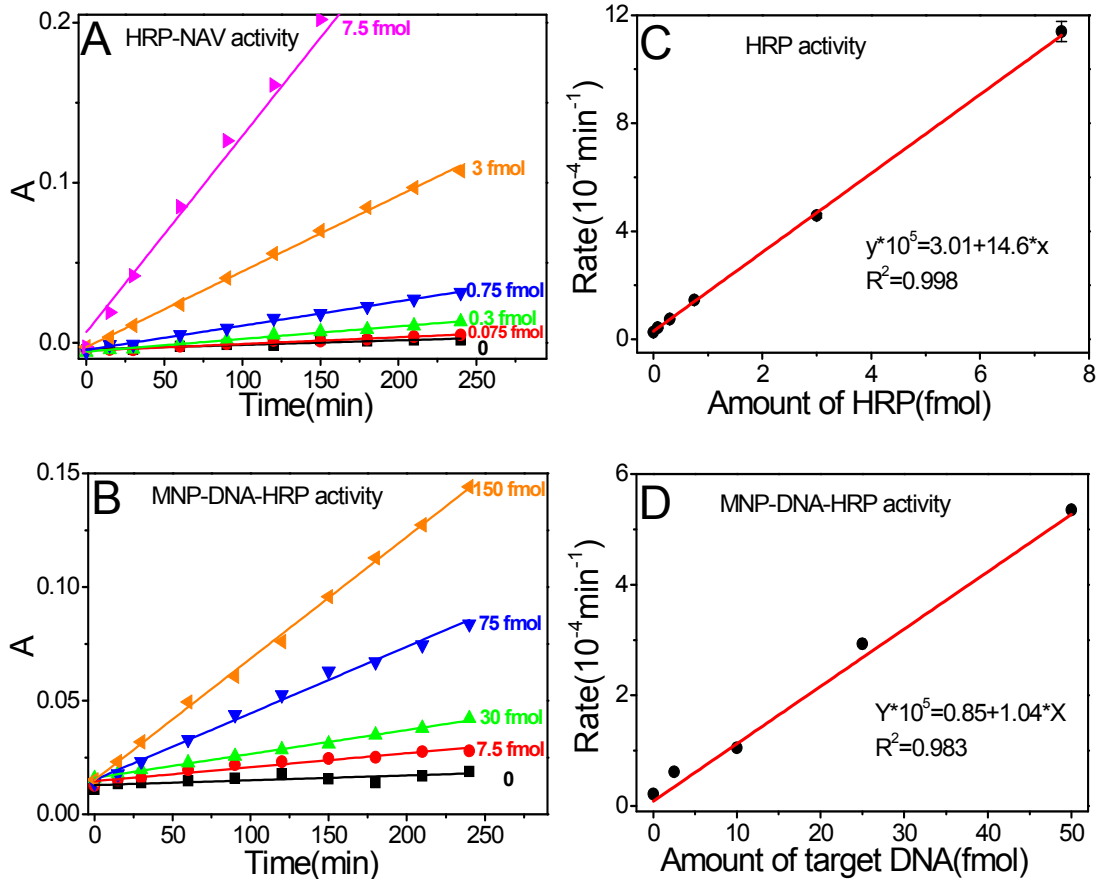 A
HRP-NAV activity
7.5 fmol
3 fmol
0.75 fmol
0.3 fmol
0.075 fmol
0
0.2
0.1
0.0
A
0 50 100 150 200 250
Time(min)
C
HRP activity
12
8
4
0
Rate(10⁻⁴min⁻¹)
y*10⁵=3.01+14.6*x
R²=0.998
0 2 4 6 8
Amount of HRP(fmol)
B
MNP-DNA-HRP activity
150 fmol
75 fmol
30 fmol
7.5 fmol
0
0.15
0.10
0.05
0.00
A
0 50 100 150 200 250
Time(min)
D
MNP-DNA-HRP activity
6
4
2
0
Rate(10⁻⁴min⁻¹)
Y*10⁵=0.85+1.04*X
R²=0.983
0 10 20 30 40 50
Amount of target DNA(fmol)